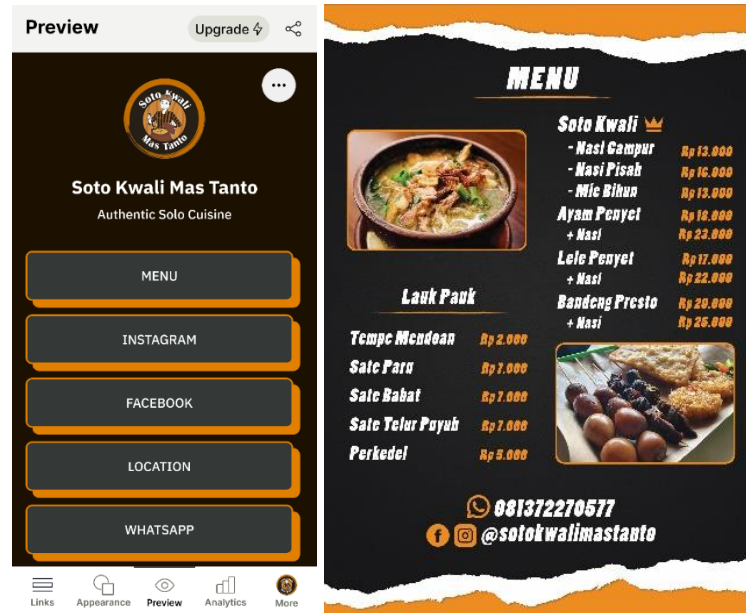 Preview
Upgrade
Soto Kwali
Mas Tanto
Soto Kwali Mas Tanto
Authentic Solo Cuisine
MENU
INSTAGRAM
FACEBOOK
LOCATION
WHATSAPP
Links Appearance Preview Analytics More
MENU
Soto Kwali
- Nasi Campur Rp 13.000
- Nasi Pisah Rp 16.000
- Mie Bihun Rp 13.000
Ayam Penyet Rp 18.000
+ Nasi Rp 23.000
Lele Penyet Rp 17.000
+ Nasi Rp 22.000
Bandeng Presto Rp 20.000
+ Nasi Rp 25.000
Lauk Pauk
Tempe Mendoan Rp 2.000
Sate Paru Rp 7.000
Sate Babat Rp 7.000
Sate Telur Puyuh Rp 7.000
Perkedel Rp 5.000
081372270577
@sotokwalimastanto